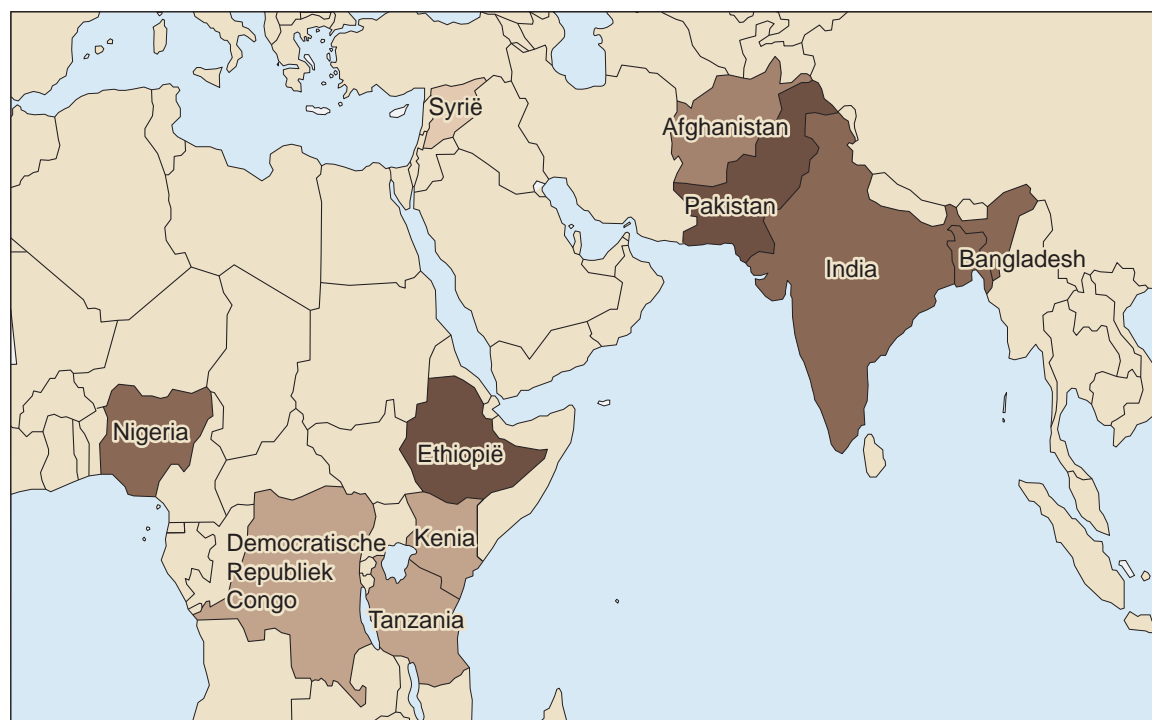 Syrië
Afghanistan
Pakistan
India
Bangladesh
Nigeria
Ethiopië
Kenia
Democratische
Republiek
Congo
Tanzania